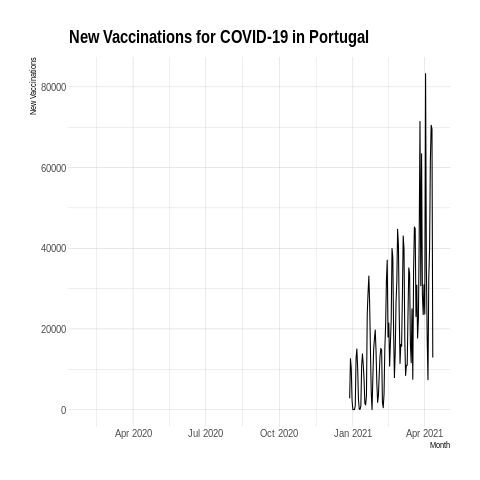 New Vaccinations for COVID-19 in Portugal
New Vaccinations
80000
60000
40000
20000
0
Apr 2020 Jul 2020 Oct 2020 Jan 2021 Apr 2021
Month